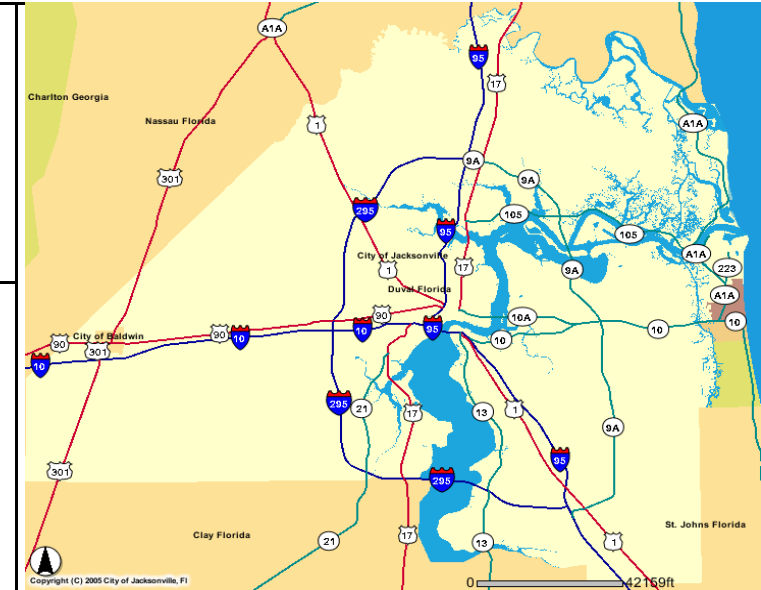 A1A
95
17
Charlton Georgia
1
Nassau Florida
A1A
9A
301
9A
295
105
95
105
City of Jacksonville
A1A
1
17
9A
223
Duval Florida
A1A
90
10A
10
90
City of Baldwin
90
10
10
95
10
10
301
10
295
21
17
13
1
9A
95
301
295
St. Johns Florida
Clay Florida
17
21
13
1
Copyright (C) 2005 City of Jacksonville, Fl
0
42159ft